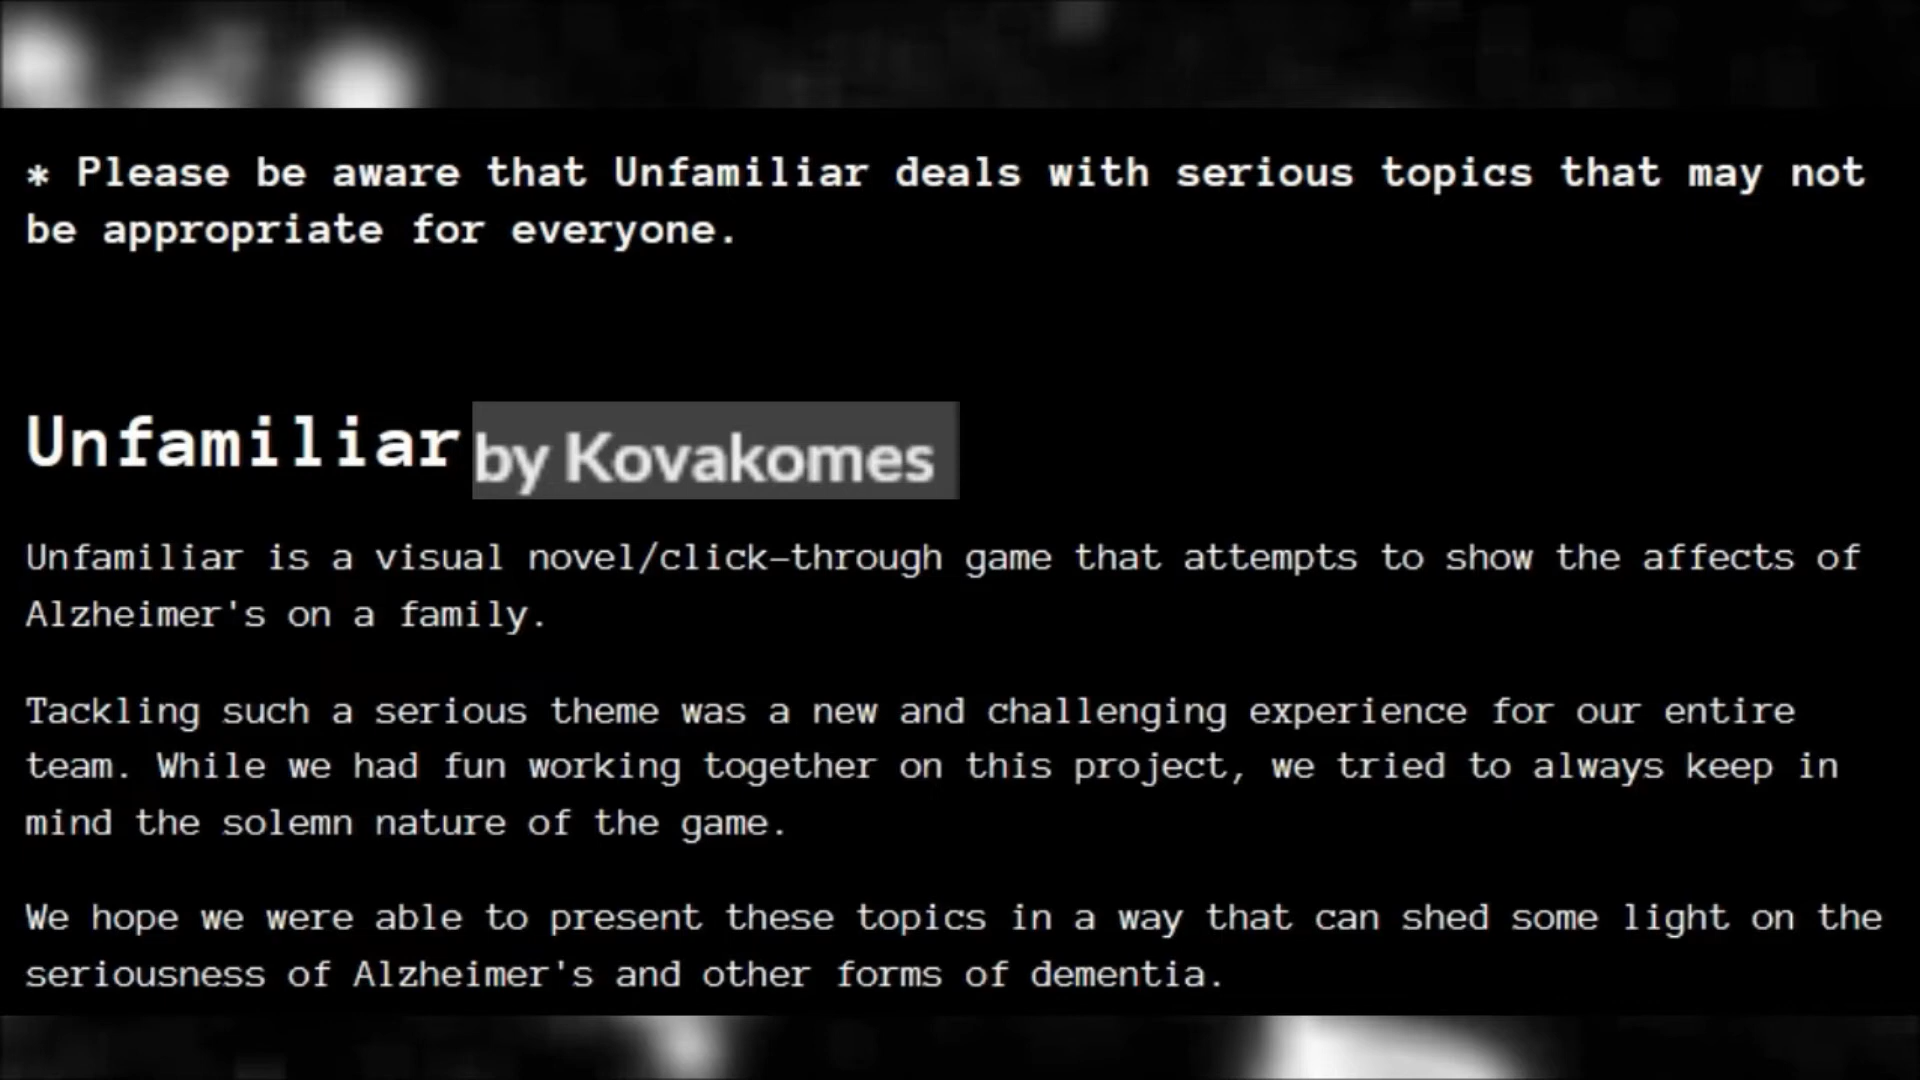 * Please be aware that Unfamiliar deals with serious topics that may not
be appropriate for everyone.
Unfamiliar by Kovakomes
Unfamiliar is a visual novel/click-through game that attempts to show the affects of
Alzheimer's on a family.
Tackling such a serious theme was a new and challenging experience for our entire
team. While we had fun working together on this project, we tried to always keep in
mind the solemn nature of the game.
We hope we were able to present these topics in a way that can shed some light on the
seriousness of Alzheimer's and other forms of dementia.